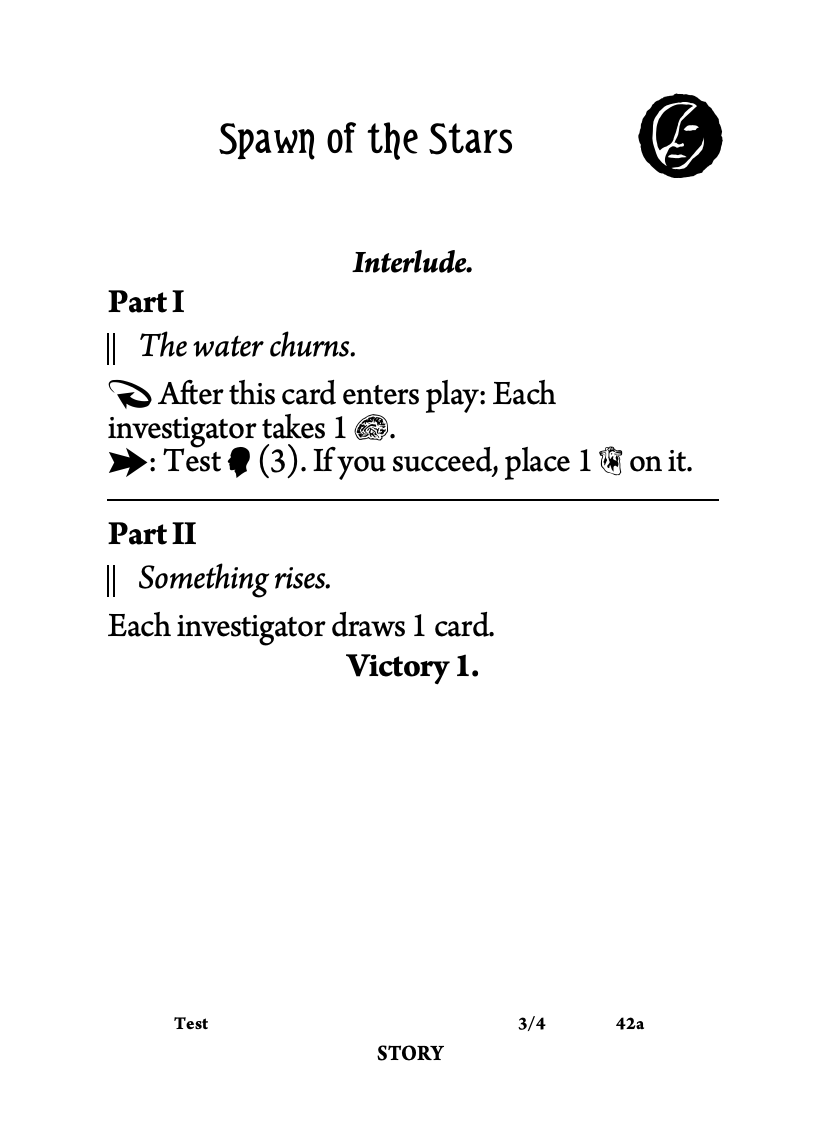 Spawn of the Stars
Interlude.
Part I
The water churns.
After this card enters play: Each
investigator takes 1 .
: Test (3). If you succeed, place 1 on it.
Part II
Something rises.
Each investigator draws 1 card.
Victory 1.
Test 3/4 42a
STORY